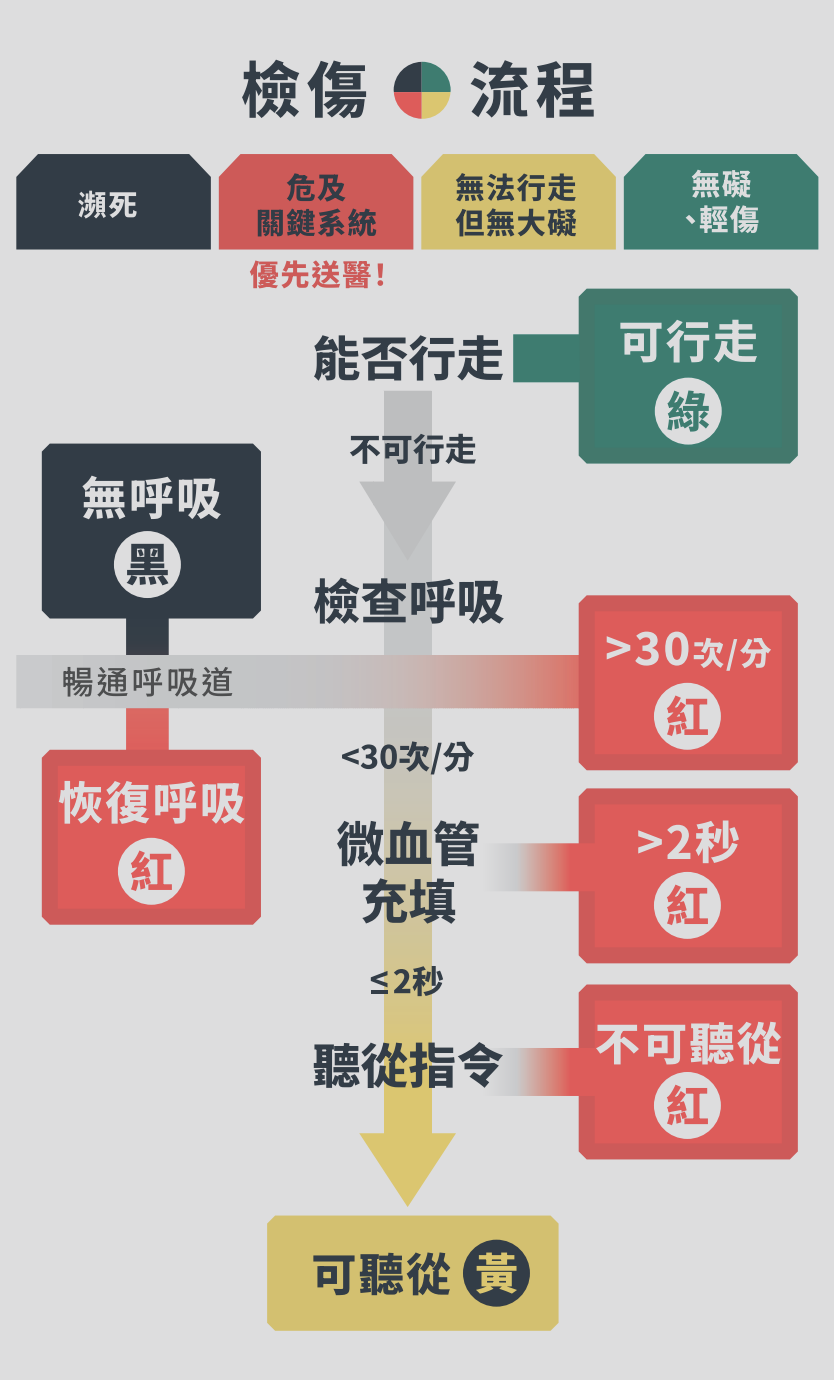 檢傷 流程
瀕死
危及
關鍵系統
無法行走
但無大礙
無礙
、輕傷
優先送醫!
能否行走
可行走
綠
不可行走
無呼吸
黑
檢查呼吸
>30次/分
紅
暢通呼吸道
<30次/分
恢復呼吸
紅
微血管
充填
>2秒
紅
≤2秒
聽從指令
不可聽從
紅
可聽從 黃